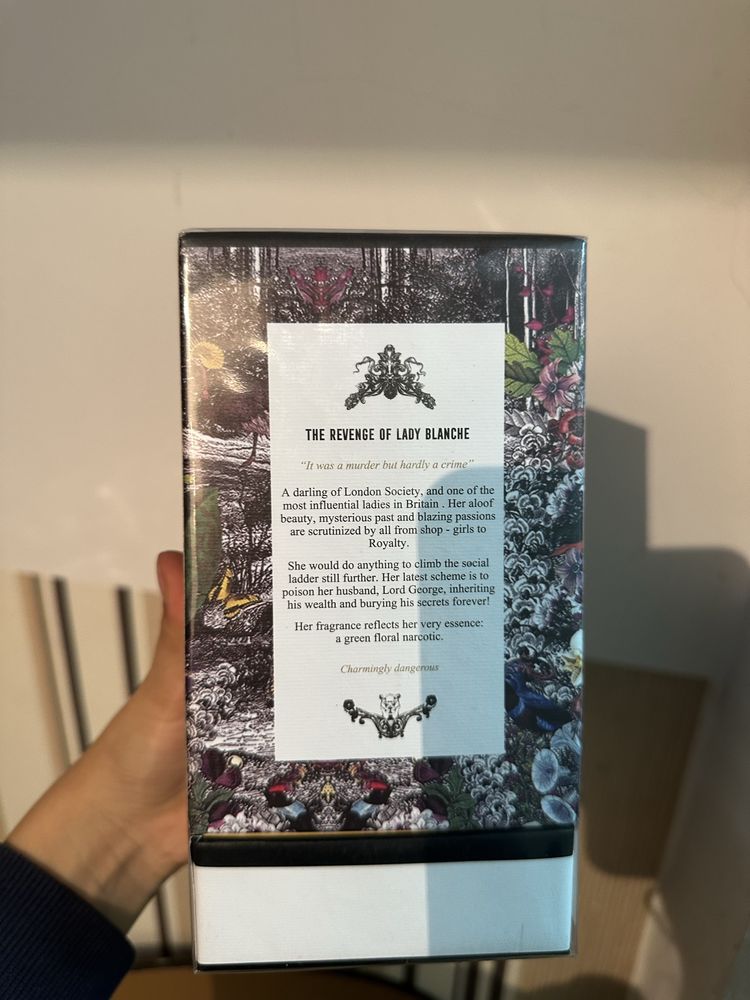 THE REVENGE OF LADY BLANCHE
“It was a murder but hardly a crime”
A darling of London Society, and one of the
most influential ladies in Britain . Her aloof
beauty, mysterious past and blazing passions
are scrutinized by all from shop - girls to
Royalty.
She would do anything to climb the social
ladder still further. Her latest scheme is to
poison her husband, Lord George, inheriting
his wealth and burying his secrets forever!
Her fragrance reflects her very essence:
a green floral narcotic.
Charmingly dangerous